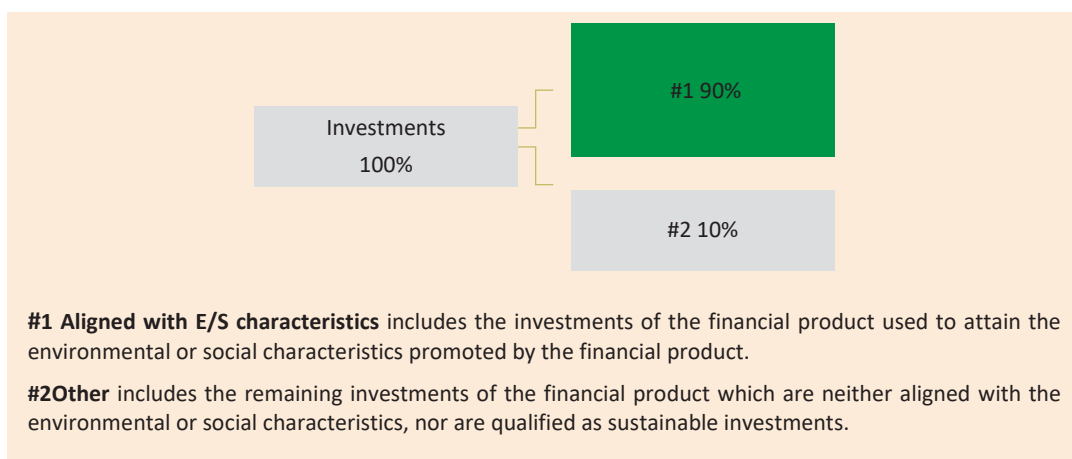 #1 90%
Investments
100%
#2 10%
#1 Aligned with E/S characteristics includes the investments of the financial product used to attain the
environmental or social characteristics promoted by the financial product.
#2Other includes the remaining investments of the financial product which are neither aligned with the
environmental or social characteristics, nor are qualified as sustainable investments.